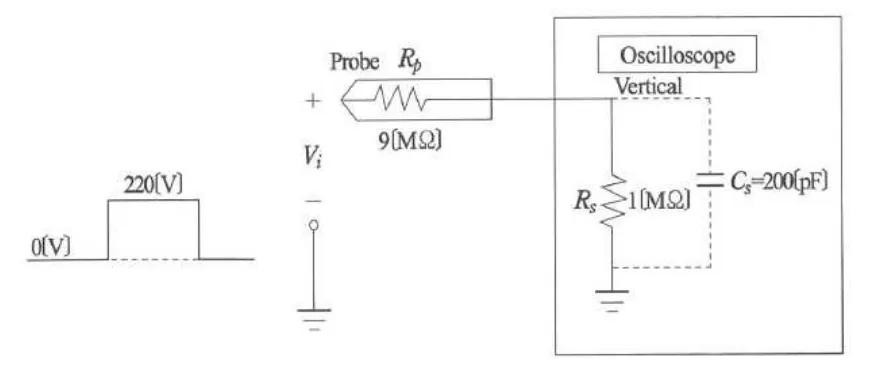 Oscilloscope
Probe Rp
Vertical
+
9[MΩ]
Vi
220[V]
−
Rs 1[MΩ] Cs=200[pF]
0[V]